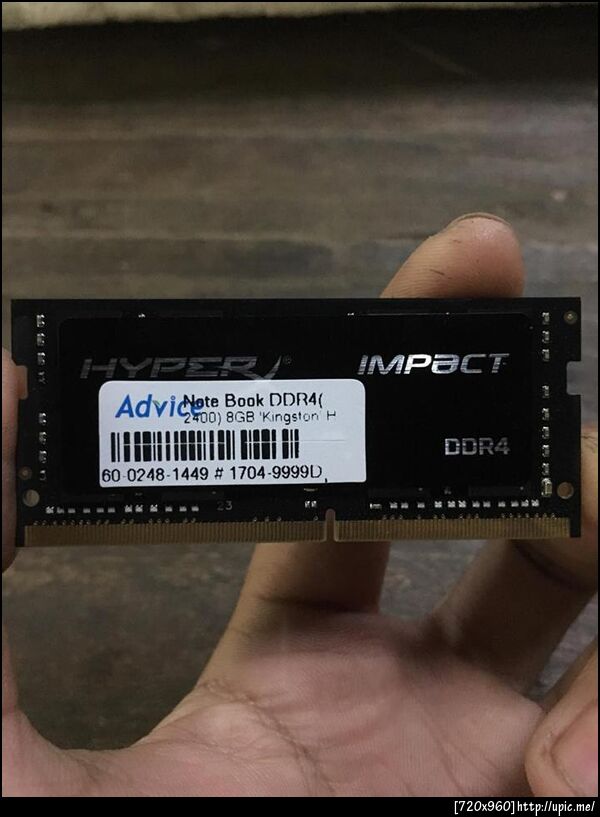 HYPERX® IMPACT
Advice Note Book DDR4(
2400) 8GB 'Kingston' H
DDR4
60-0248-1449 # 1704-9999D,
23
[720x960]http://upic.me/